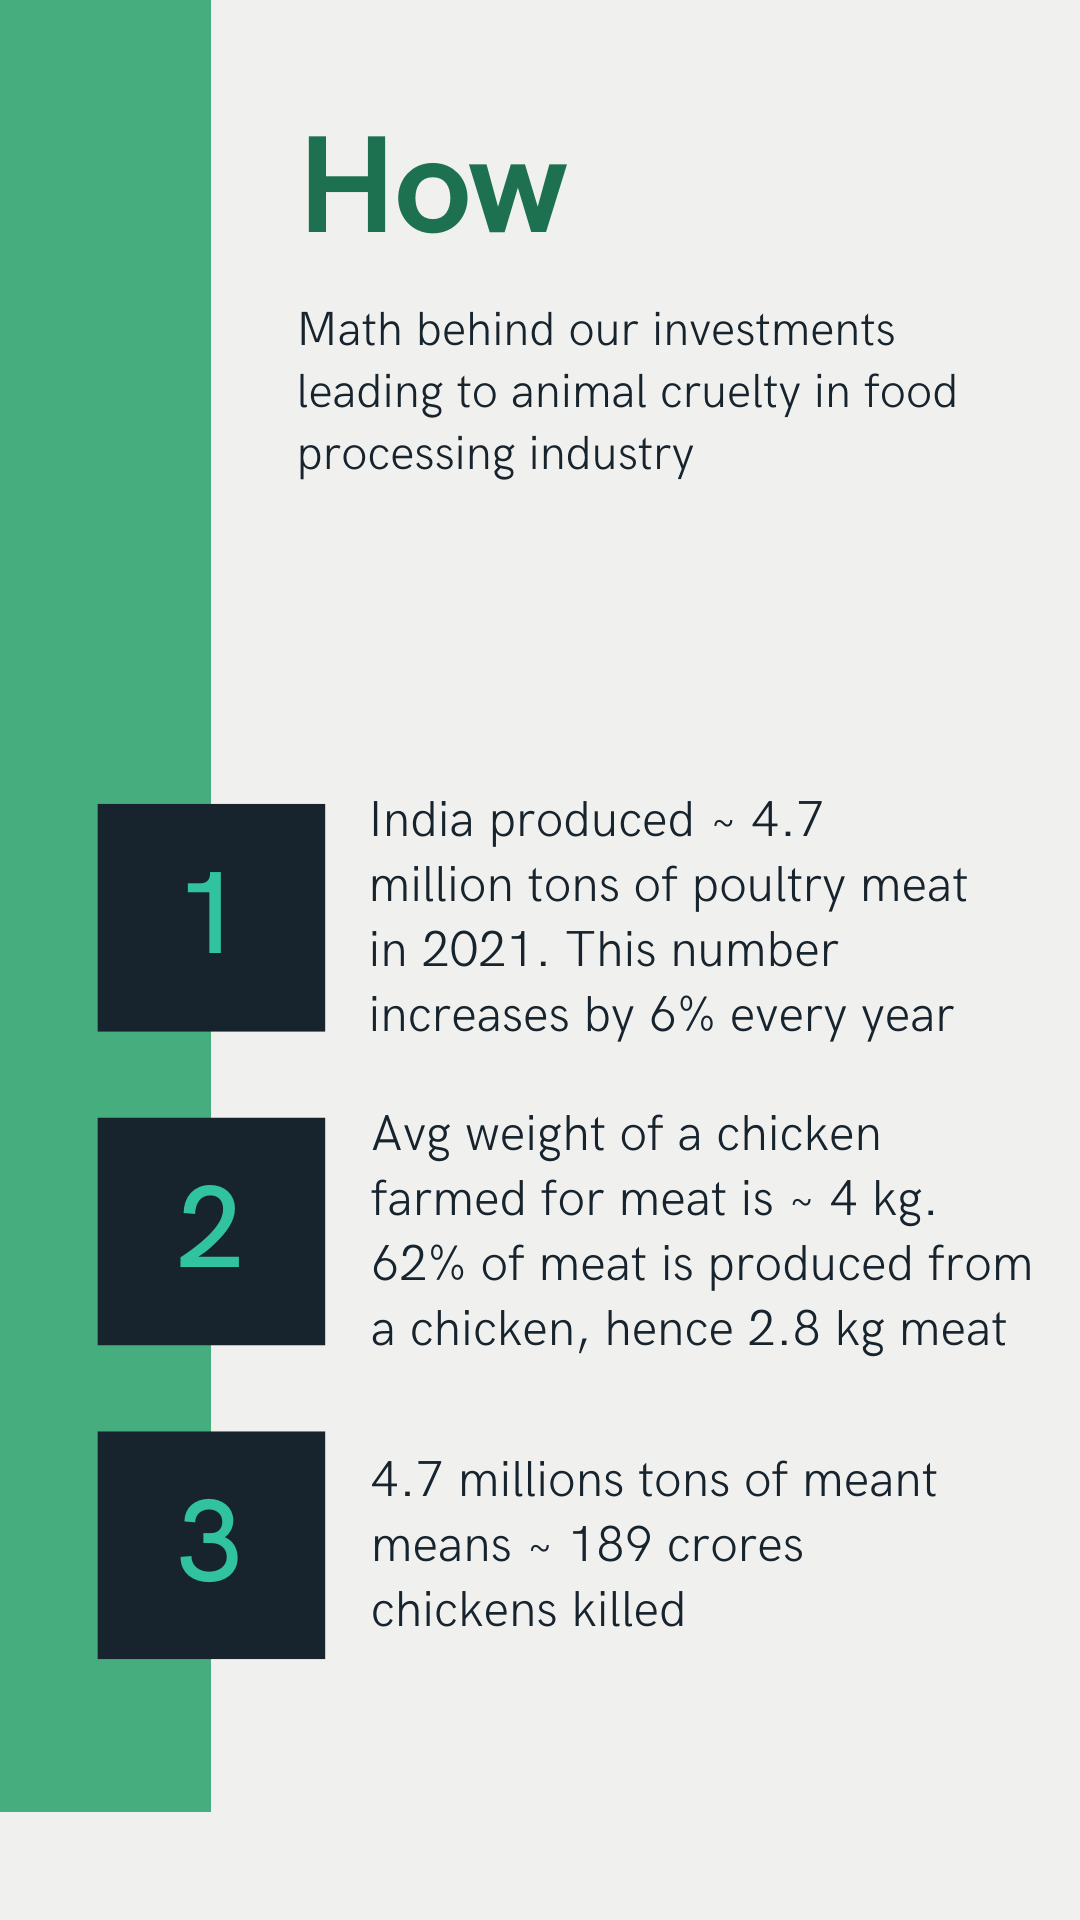 How
Math behind our investments
leading to animal cruelty in food
processing industry
1
India produced ~ 4.7
million tons of poultry meat
in 2021. This number
increases by 6% every year
2
Avg weight of a chicken
farmed for meat is ~ 4 kg.
62% of meat is produced from
a chicken, hence 2.8 kg meat
3
4.7 millions tons of meant
means ~ 189 crores
chickens killed